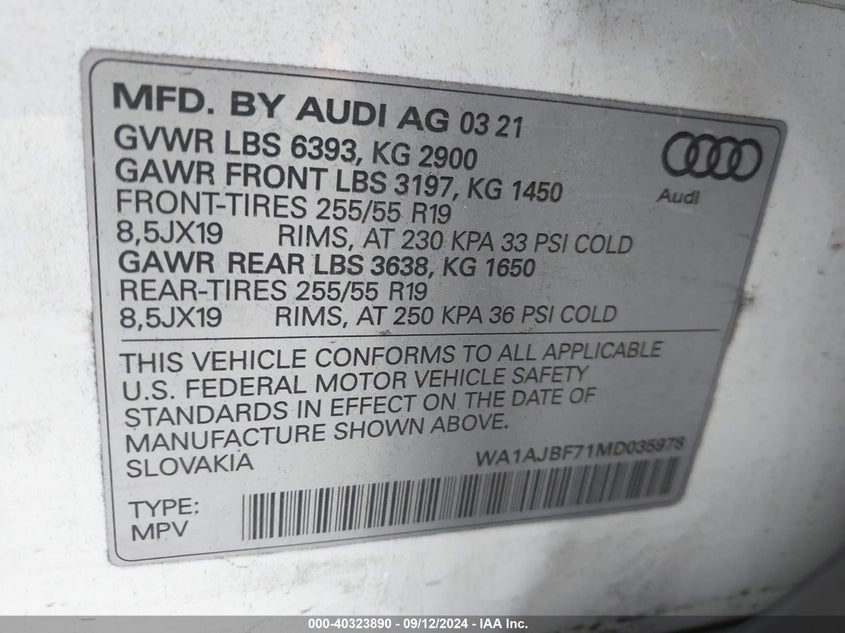 MFD. BY AUDI AG 03 21
GVWR LBS 6393, KG 2900
GAWR FRONT LBS 3197, KG 1450
FRONT-TIRES 255/55 R19
8,5JX19 RIMS, AT 230 KPA 33 PSI COLD
GAWR REAR LBS 3638, KG 1650
REAR-TIRES 255/55 R19
8,5JX19 RIMS, AT 250 KPA 36 PSI COLD
Audi
THIS VEHICLE CONFORMS TO ALL APPLICABLE
U.S. FEDERAL MOTOR VEHICLE SAFETY
STANDARDS IN EFFECT ON THE DATE OF
MANUFACTURE SHOWN ABOVE.
SLOVAKIA WA1AJBF71MD035978
TYPE:
MPV
000-40323890 - 09/12/2024 - IAA Inc.